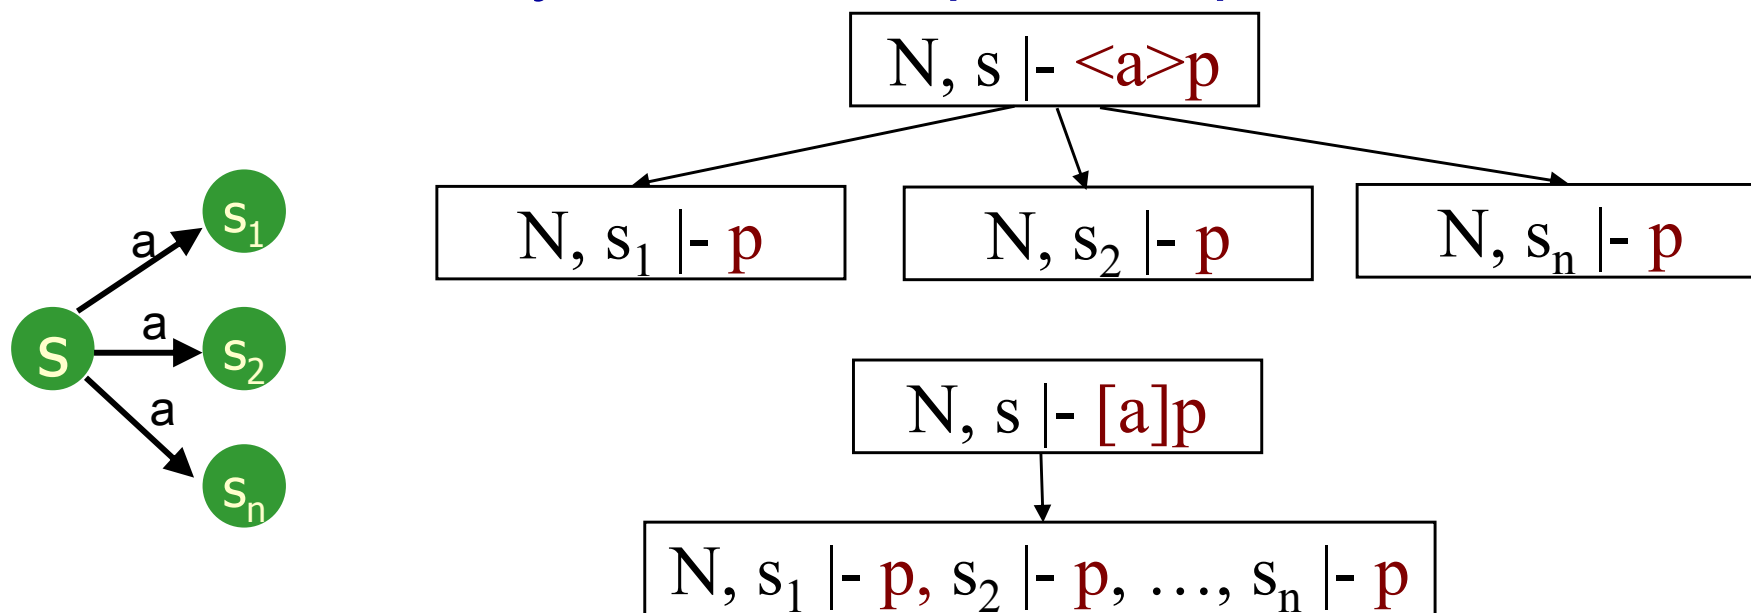 N, s |- <a>p
N, s₁ |- p
N, s₂ |- p
N, sₙ |- p
s
a
s₁
a
s₂
a
sₙ
N, s |- [a]p
N, s₁ |- p, s₂ |- p, …, sₙ |- p